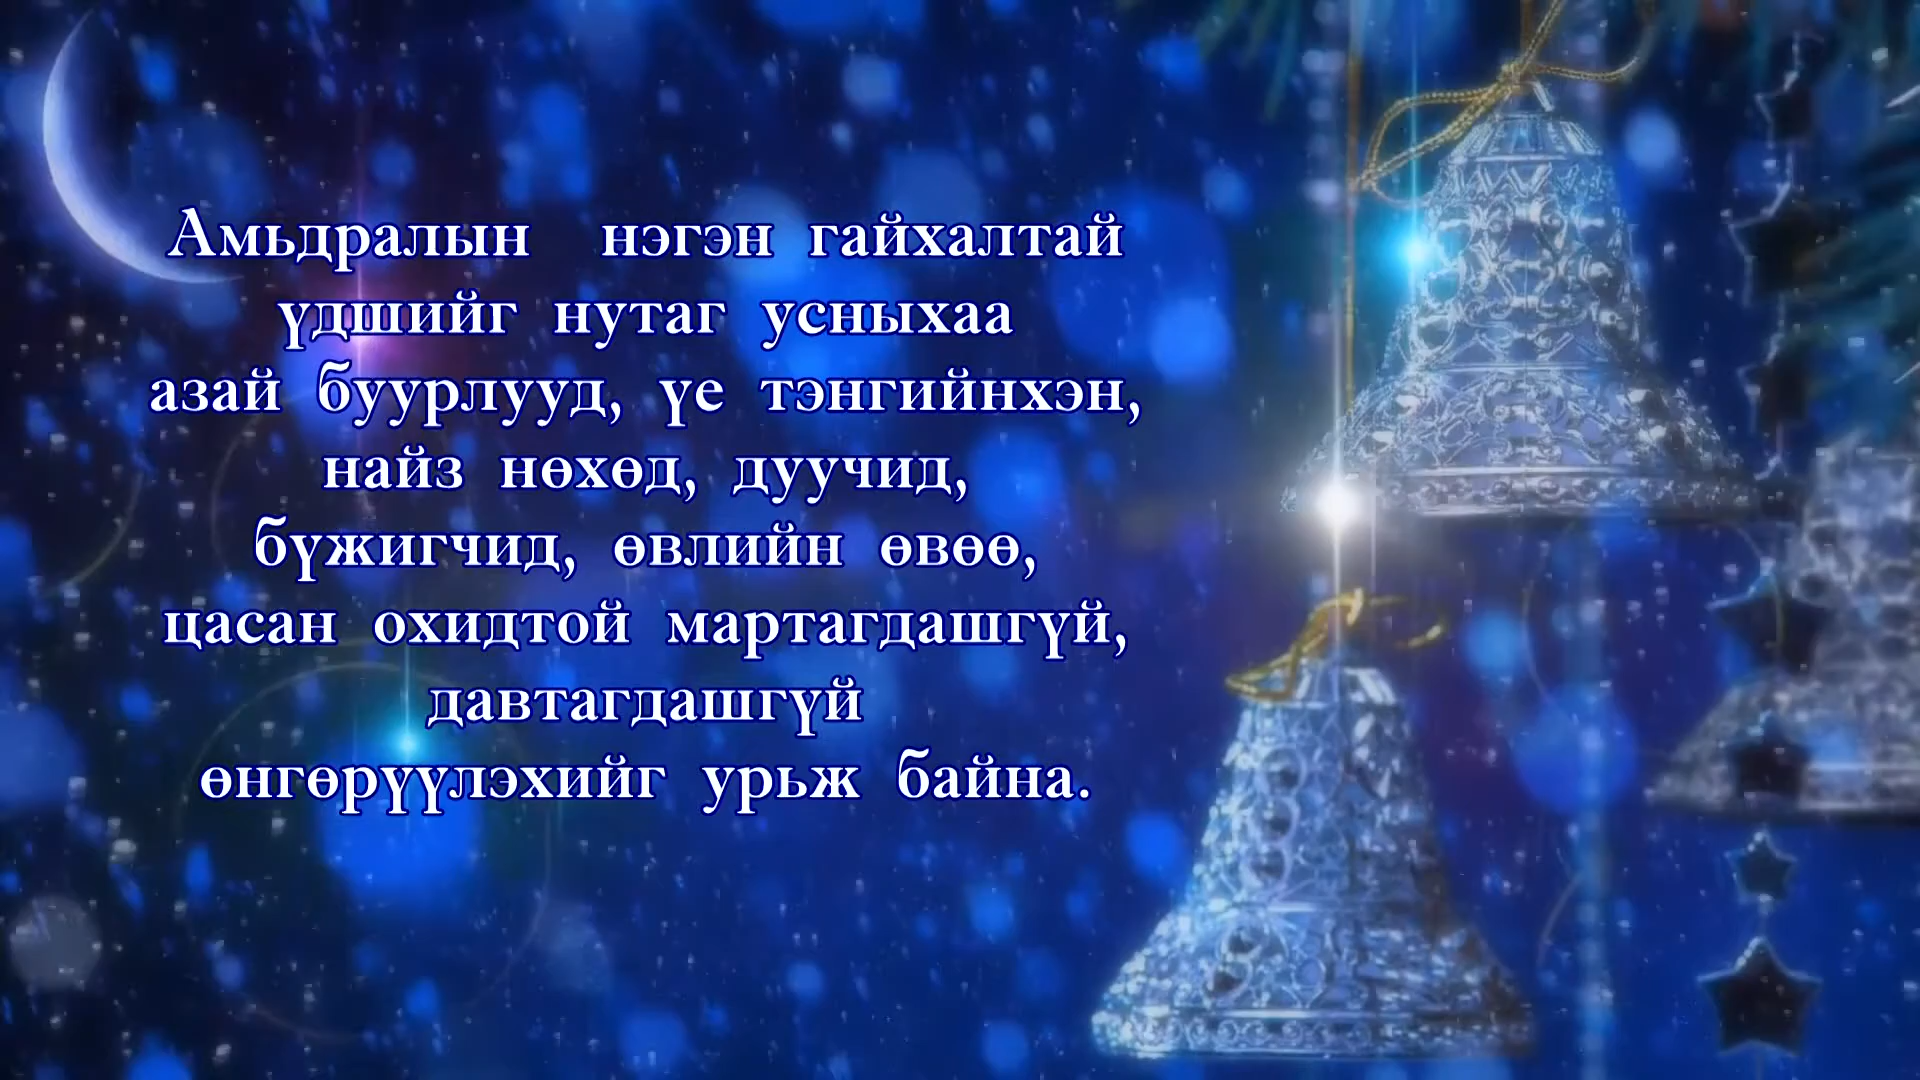 Амьдралын нэгэн гайхалтай
үдшийг нутаг усныхаа
азай буурлууд, үе тэнгийнхэн,
найз нөхөд, дуучид,
бүжигчид, өвлийн өвөө,
цасан охидтой мартагдашгүй,
давтагдашгүй
өнгөрүүлэхийг урьж байна.